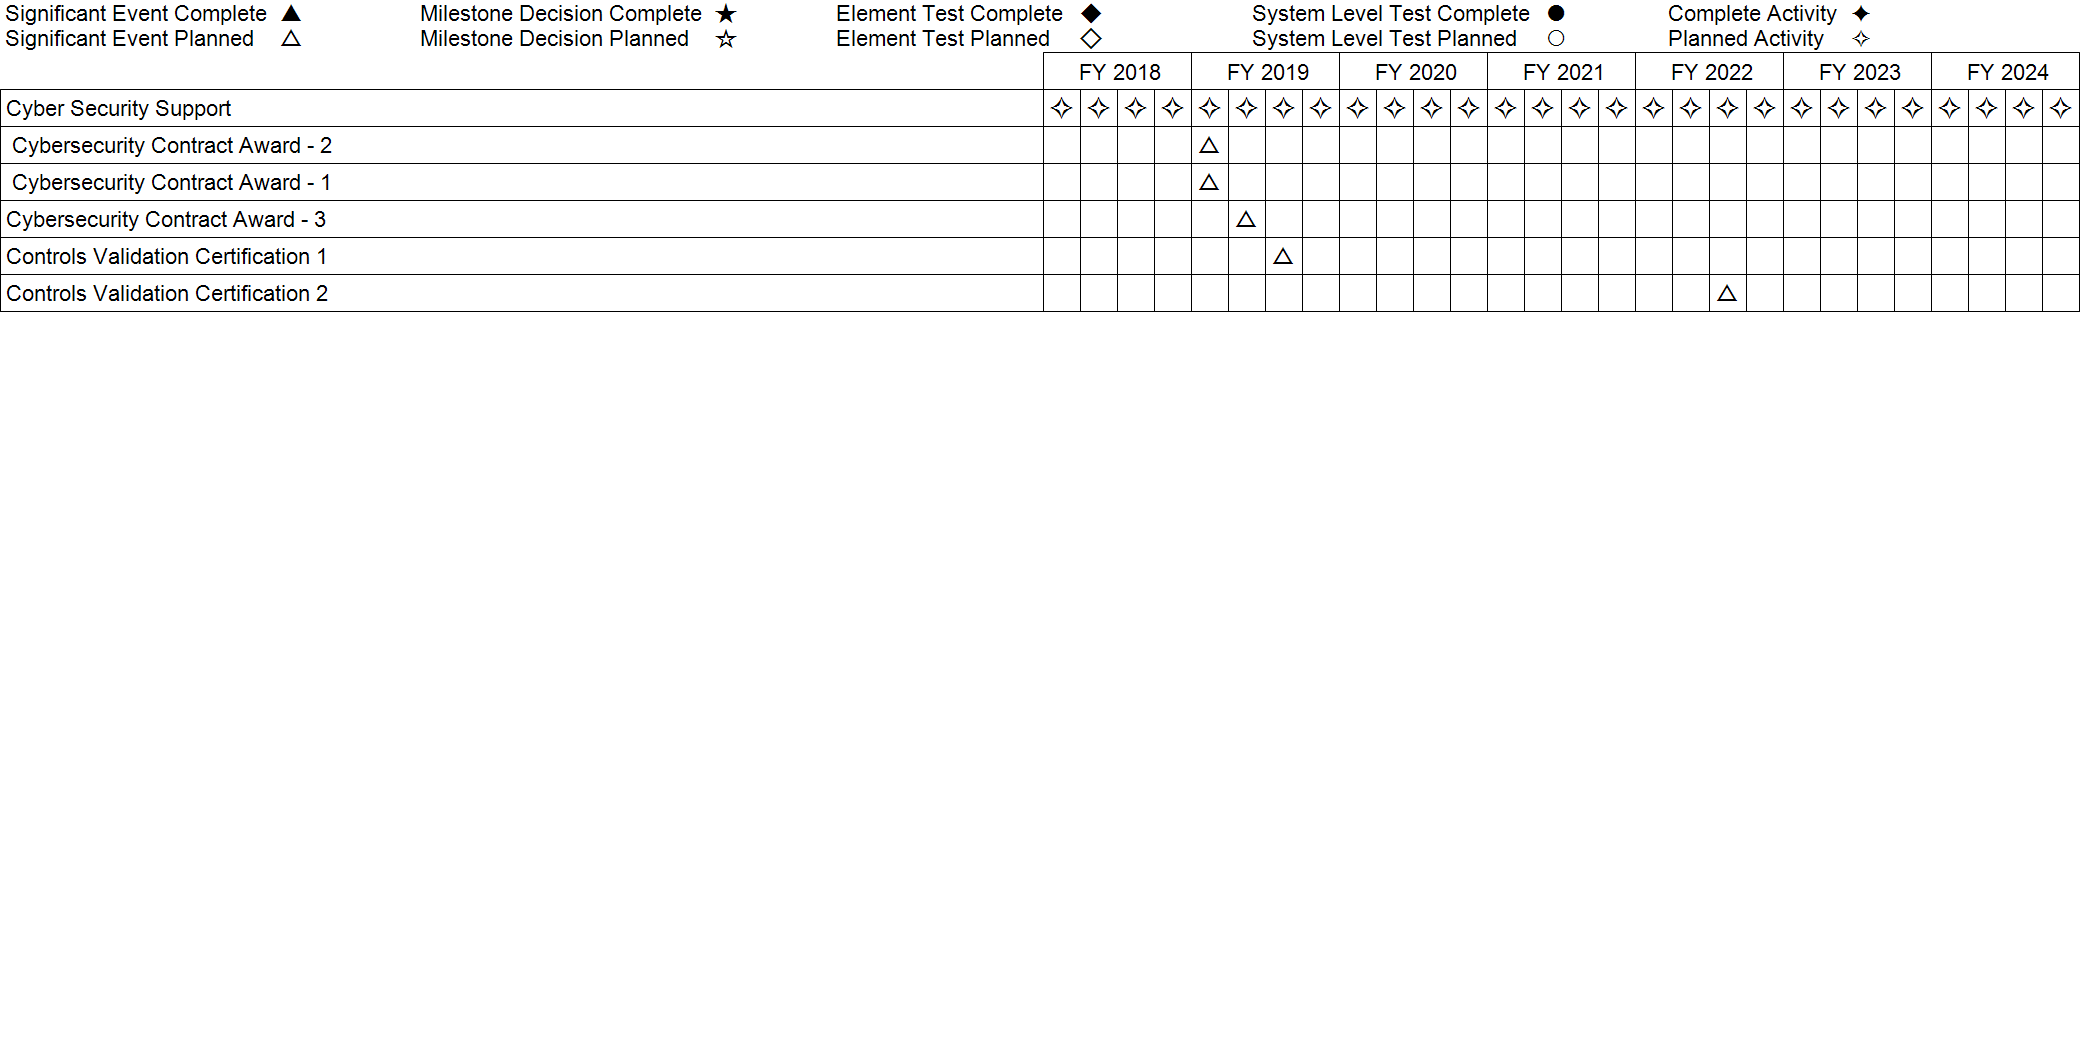 Significant Event Complete ▲ Milestone Decision Complete ★ Element Test Complete ◆ System Level Test Complete ● Complete Activity ✦
Significant Event Planned △ Milestone Decision Planned ☆ Element Test Planned ◇ System Level Test Planned ○ Planned Activity ✧
FY 2018 FY 2019 FY 2020 FY 2021 FY 2022 FY 2023 FY 2024
Cyber Security Support ✧ ✧ ✧ ✧ ✧ ✧ ✧ ✧ ✧ ✧ ✧ ✧ ✧ ✧ ✧ ✧ ✧ ✧ ✧ ✧ ✧ ✧ ✧ ✧ ✧ ✧ ✧ ✧
Cybersecurity Contract Award - 2 △
Cybersecurity Contract Award - 1 △
Cybersecurity Contract Award - 3 △
Controls Validation Certification 1 △
Controls Validation Certification 2 △